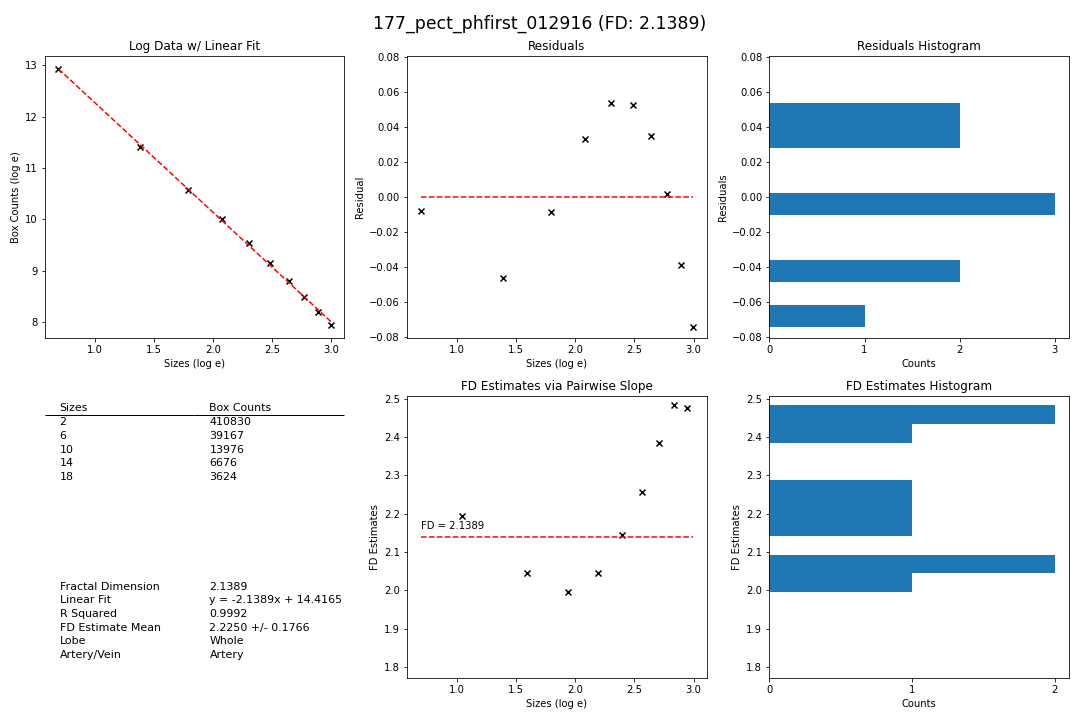 177_pect_phfirst_012916 (FD: 2.1389)
Log Data w/ Linear Fit
Box Counts (log e)
13
12
11
10
9
8
1.0 1.5 2.0 2.5 3.0
Sizes (log e)
Residuals
Residual
0.08
0.06
0.04
0.02
0.00
−0.02
−0.04
−0.06
−0.08
1.0 1.5 2.0 2.5 3.0
Sizes (log e)
Residuals Histogram
Residuals
0.08
0.06
0.04
0.02
0.00
−0.02
−0.04
−0.06
−0.08
0 1 2 3
Counts
Sizes Box Counts
2 410830
6 39167
10 13976
14 6676
18 3624
Fractal Dimension 2.1389
Linear Fit y = -2.1389x + 14.4165
R Squared 0.9992
FD Estimate Mean 2.2250 +/- 0.1766
Lobe Whole
Artery/Vein Artery
FD Estimates via Pairwise Slope
FD Estimates
2.5
2.4
2.3
2.2
2.1
2.0
1.9
1.8
FD = 2.1389
1.0 1.5 2.0 2.5 3.0
Sizes (log e)
FD Estimates Histogram
FD Estimates
2.5
2.4
2.3
2.2
2.1
2.0
1.9
1.8
0 1 2
Counts